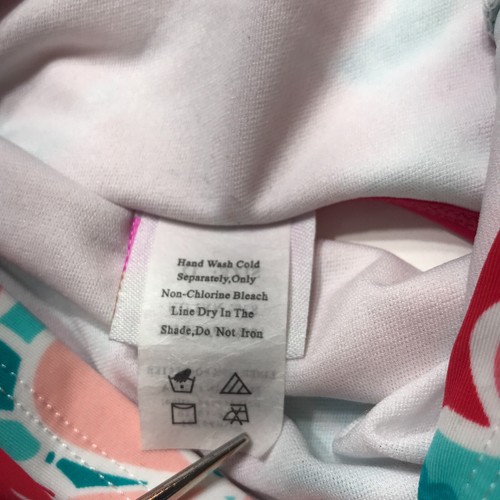 Hand Wash Cold
Separately,Only
Non-Chlorine Bleach
Line Dry In The
Shade,Do Not Iron